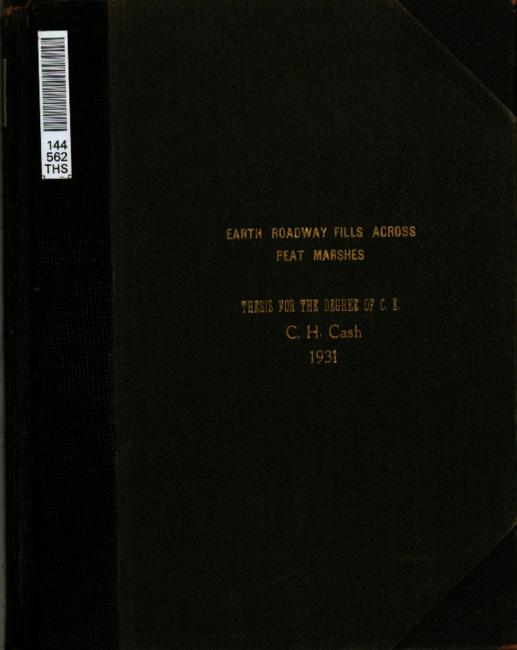 144
562
THS
EARTH ROADWAY FILLS ACROSS
PEAT MARSHES
THESIS FOR THE DEGREE OF C. E.
C. H. Cash
1931